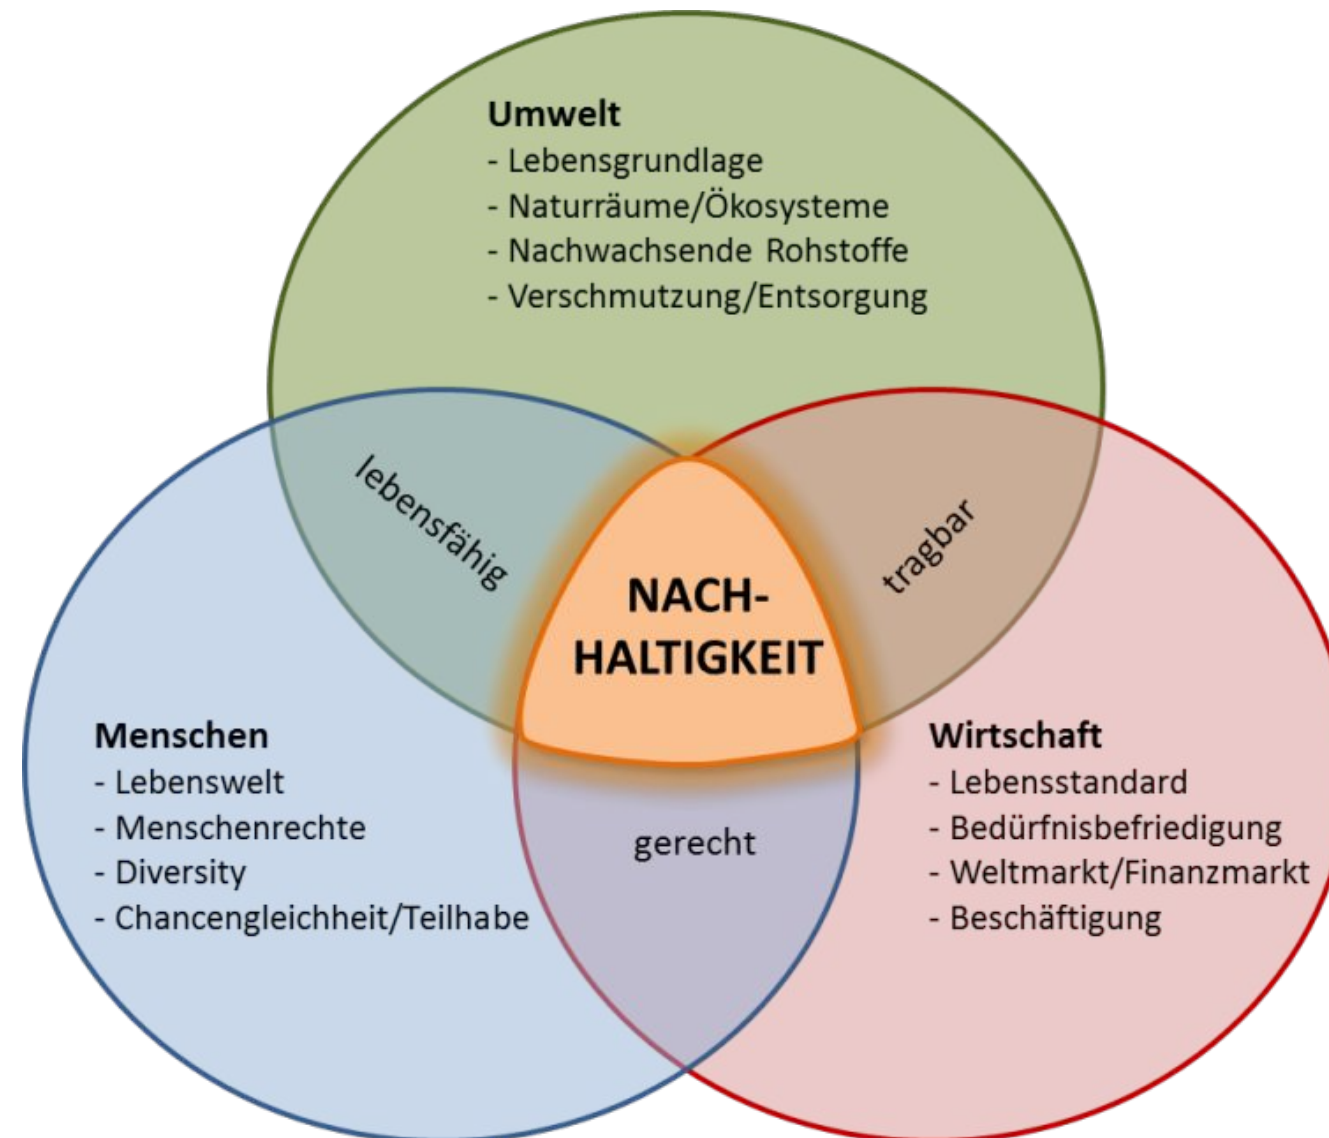 Umwelt
- Lebensgrundlage
- Naturräume/Ökosysteme
- Nachwachsende Rohstoffe
- Verschmutzung/Entsorgung
lebensfähig
tragbar
NACH-
HALTIGKEIT
Menschen
- Lebenswelt
- Menschenrechte
- Diversity
- Chancengleichheit/Teilhabe
gerecht
Wirtschaft
- Lebensstandard
- Bedürfnisbefriedigung
- Weltmarkt/Finanzmarkt
- Beschäftigung